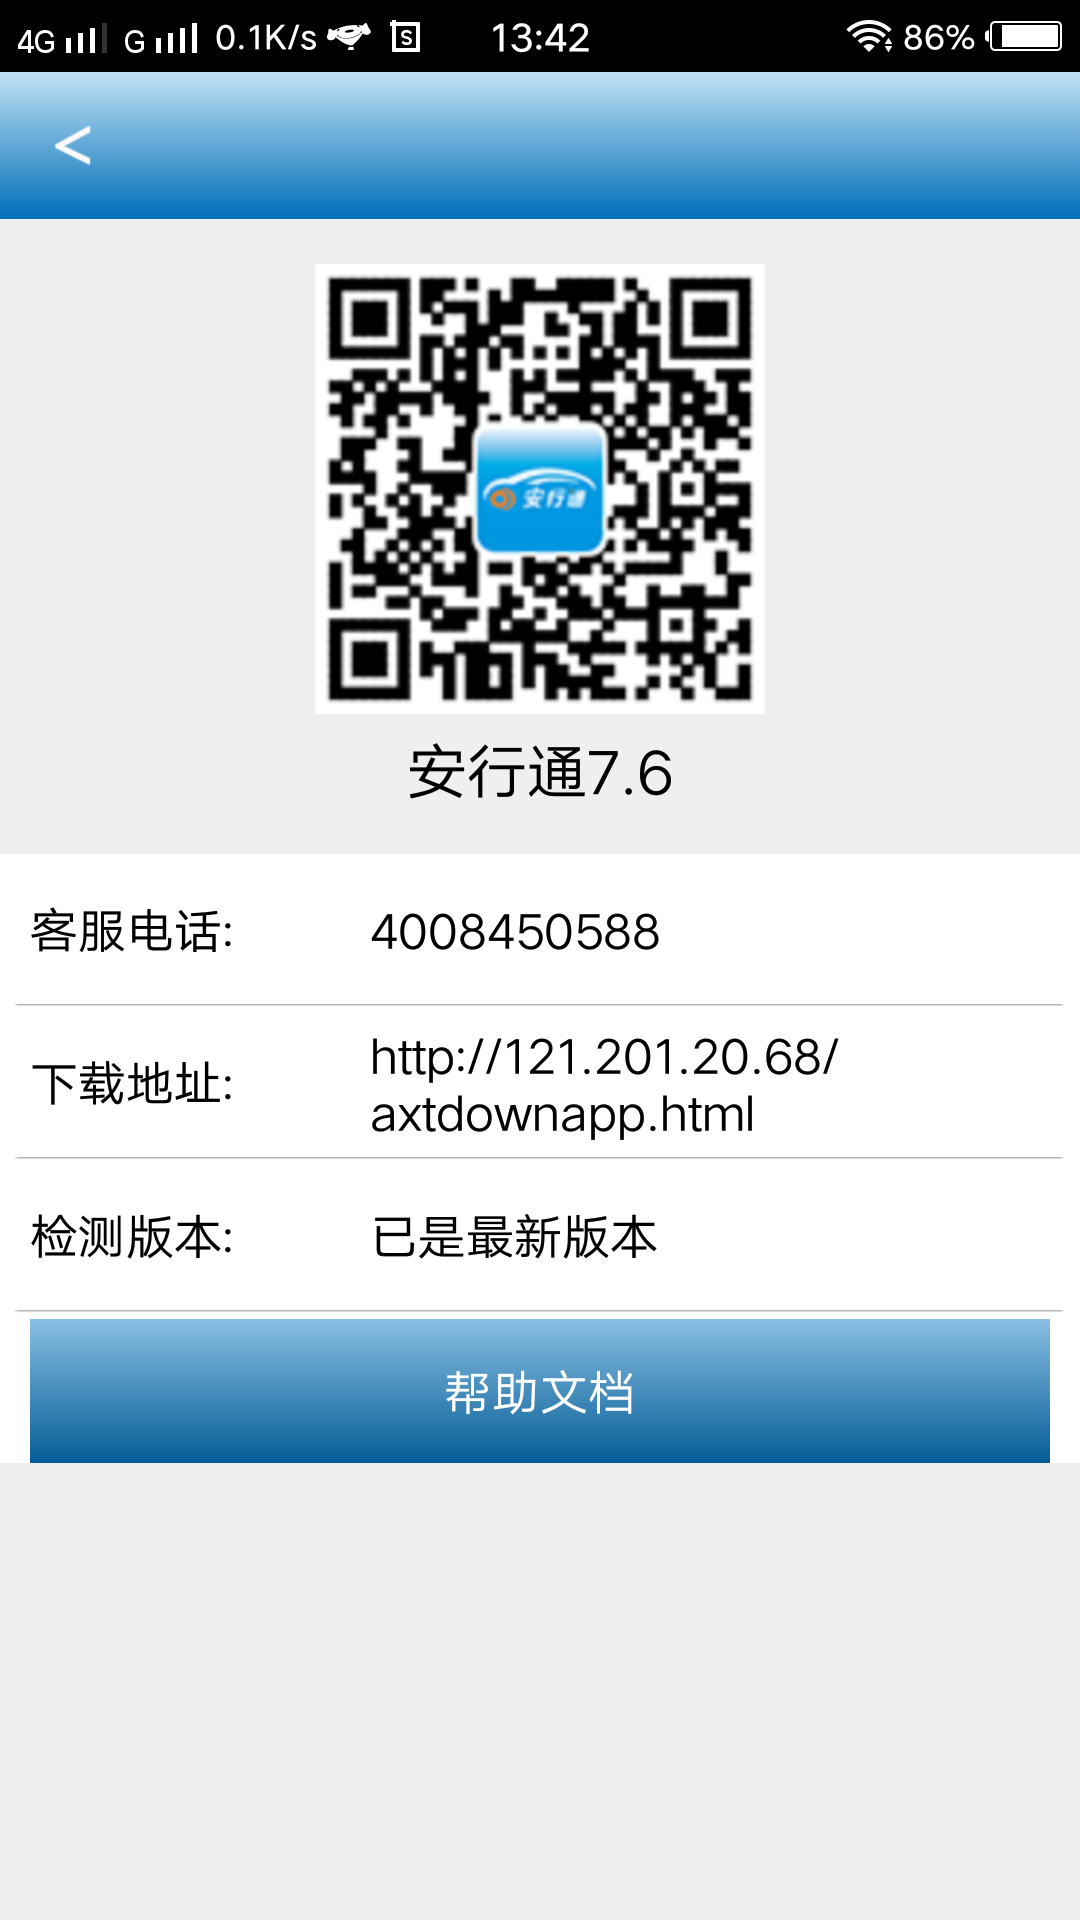 4G G 0.1K/s 13:42 86%
<
安行通
安行通7.6
客服电话: 4008450588
下载地址: http://121.201.20.68/
axtdownapp.html
检测版本: 已是最新版本
帮助文档